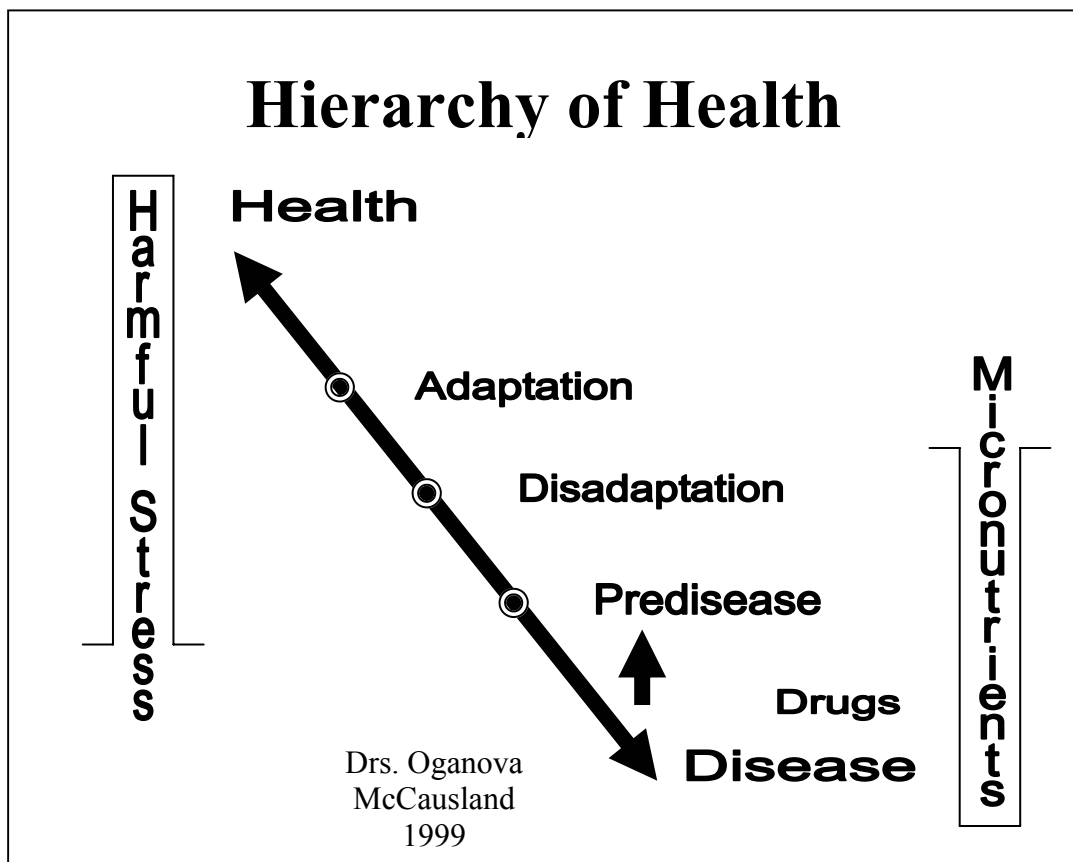 Hierarchy of Health
Harmful Stress
Health
Adaptation
Disadaptation
Predisease
Drugs
Disease
Micronutrients
Drs. Oganova
McCausland
1999